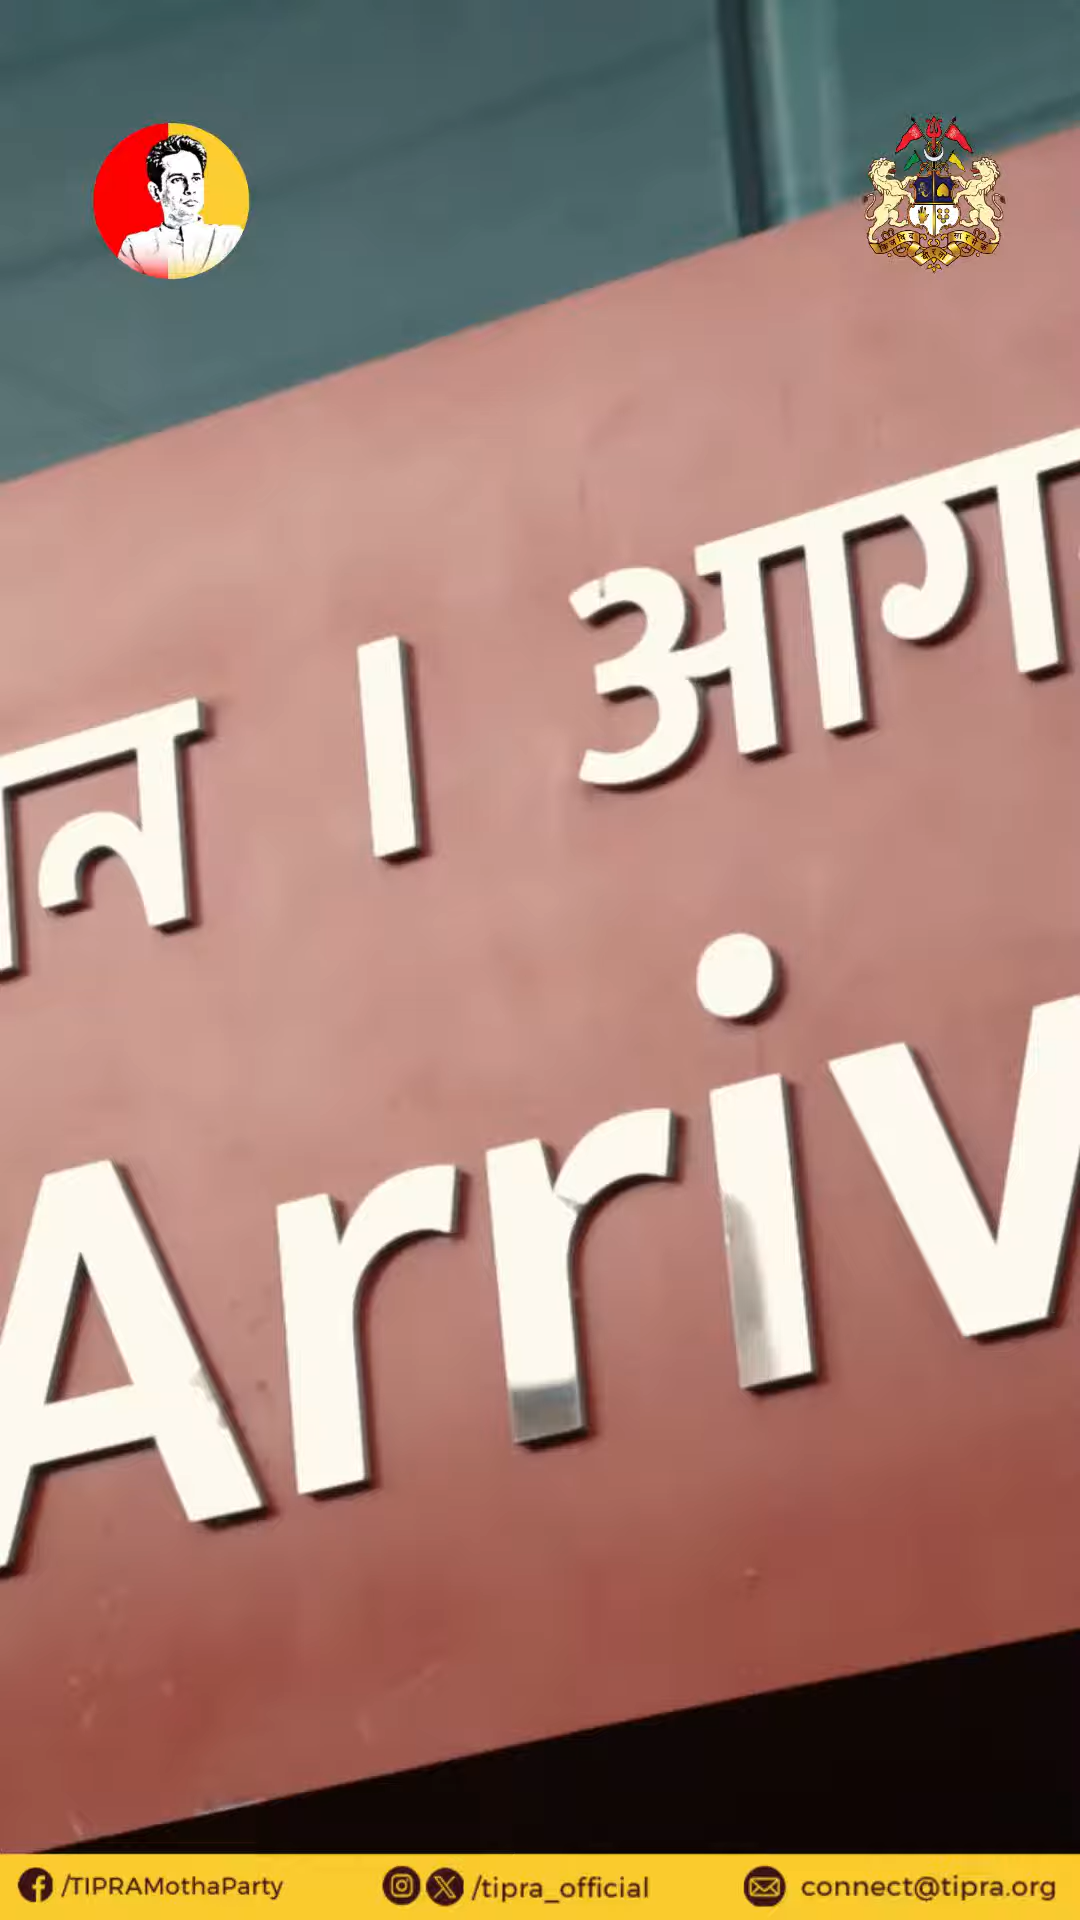 न । आग
Arriv
/TIPRAMothaParty
/tipra_official
connect@tipra.org